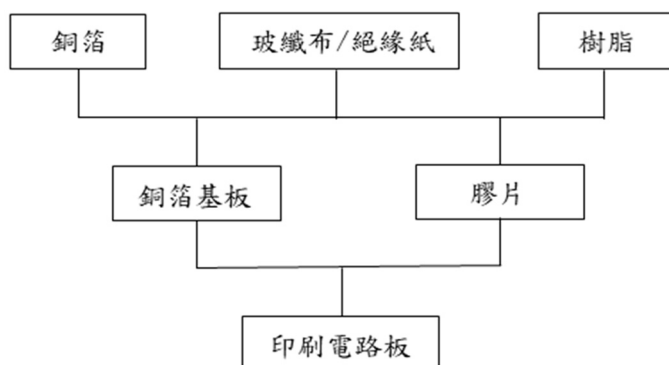 銅箔
玻纖布/絕緣紙
樹脂
銅箔基板
膠片
印刷電路板